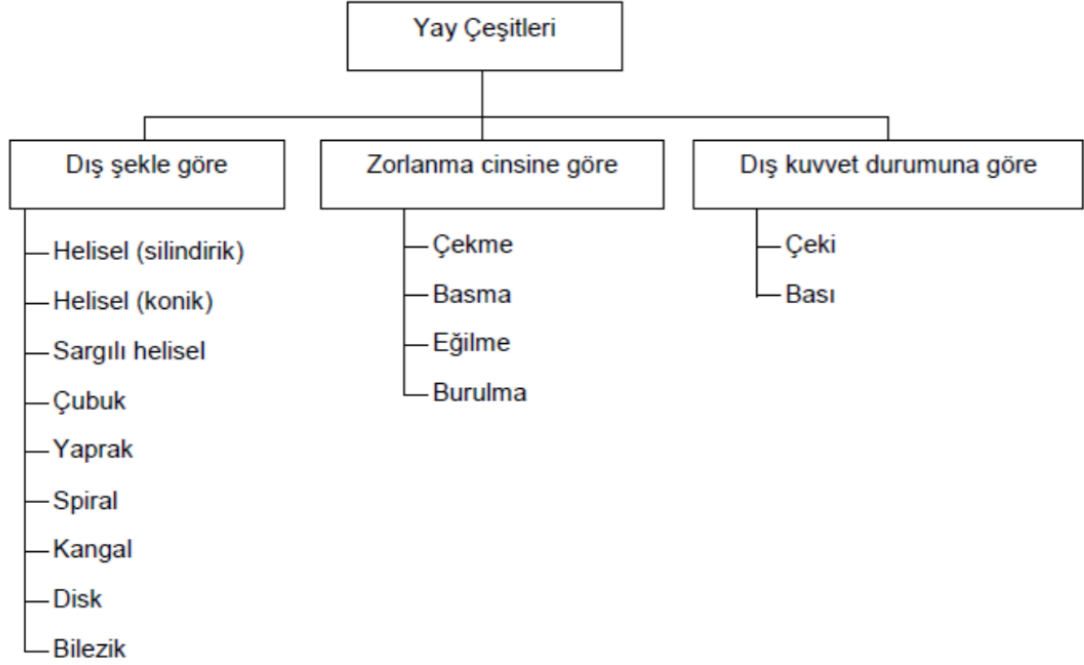 Yay Çeşitleri
Dış şekle göre
Helisel (silindirik)
Helisel (konik)
Sargılı helisel
Çubuk
Yaprak
Spiral
Kangal
Disk
Bilezik
Zorlanma cinsine göre
Çekme
Basma
Eğilme
Burulma
Dış kuvvet durumuna göre
Çeki
Bası